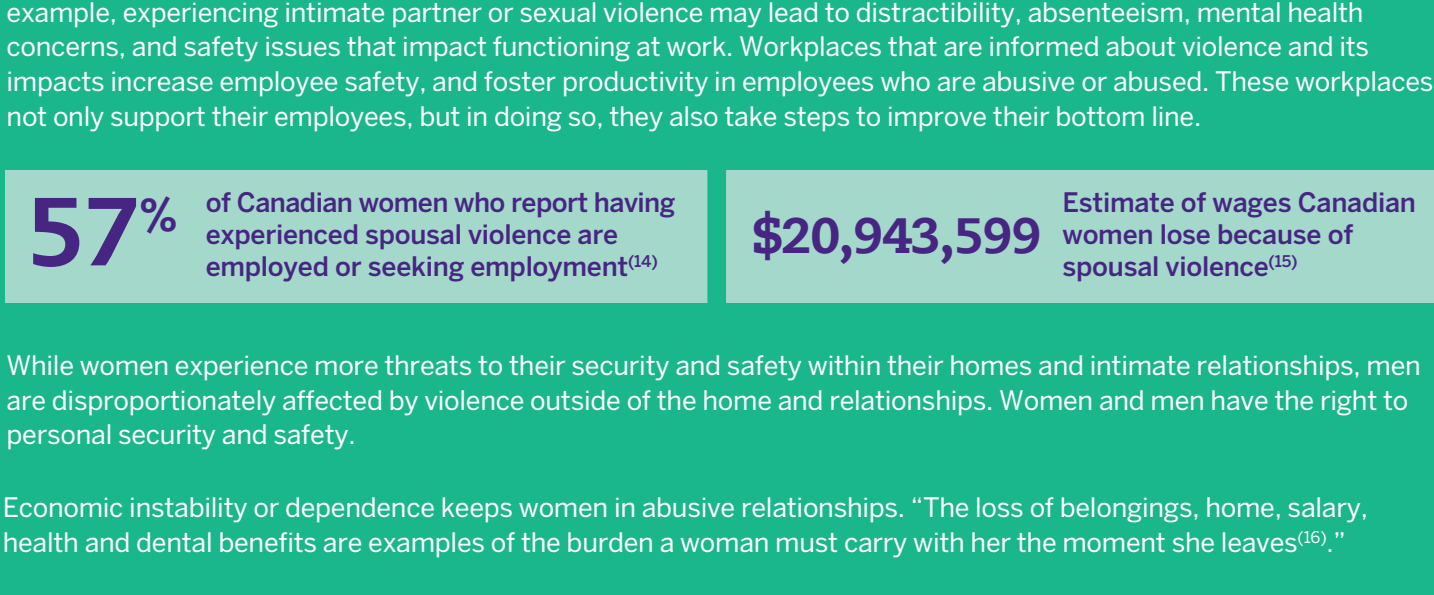 example, experiencing intimate partner or sexual violence may lead to distractibility, absenteeism, mental health
concerns, and safety issues that impact functioning at work. Workplaces that are informed about violence and its
impacts increase employee safety, and foster productivity in employees who are abusive or abused. These workplaces
not only support their employees, but in doing so, they also take steps to improve their bottom line.
57%
of Canadian women who report having
experienced spousal violence are
employed or seeking employment(14)
$20,943,599
Estimate of wages Canadian
women lose because of
spousal violence(15)
While women experience more threats to their security and safety within their homes and intimate relationships, men
are disproportionately affected by violence outside of the home and relationships. Women and men have the right to
personal security and safety.
Economic instability or dependence keeps women in abusive relationships. “The loss of belongings, home, salary,
health and dental benefits are examples of the burden a woman must carry with her the moment she leaves(16).”